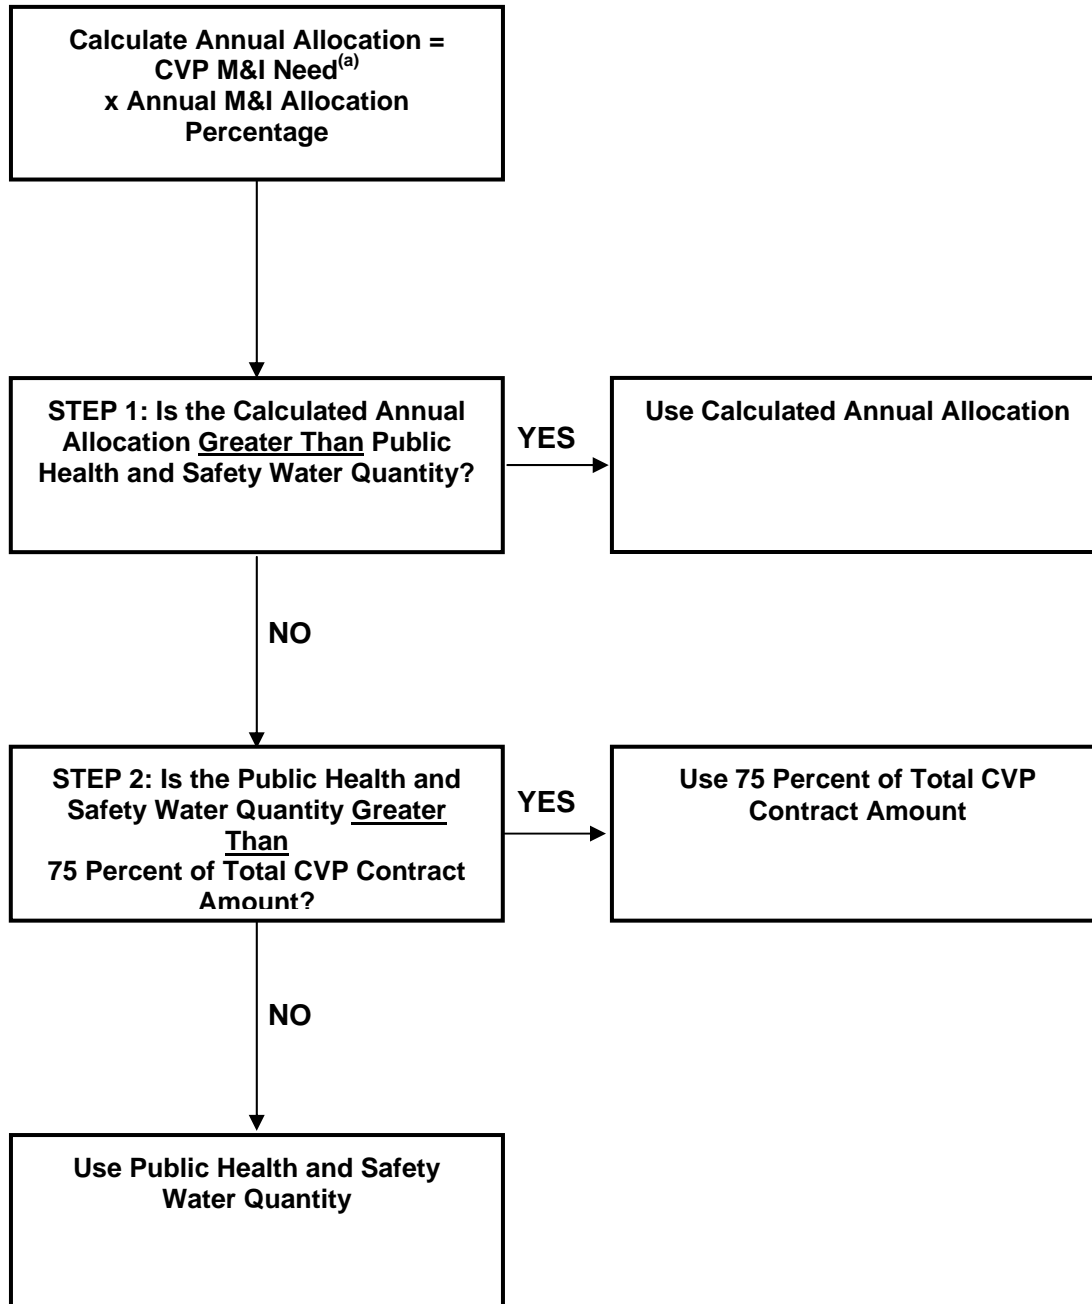 Calculate Annual Allocation =
CVP M&I Need(a)
x Annual M&I Allocation
Percentage
STEP 1: Is the Calculated Annual
Allocation Greater Than Public
Health and Safety Water Quantity?
YES
Use Calculated Annual Allocation
NO
STEP 2: Is the Public Health and
Safety Water Quantity Greater
Than
75 Percent of Total CVP Contract
Amount?
YES
Use 75 Percent of Total CVP
Contract Amount
NO
Use Public Health and Safety
Water Quantity